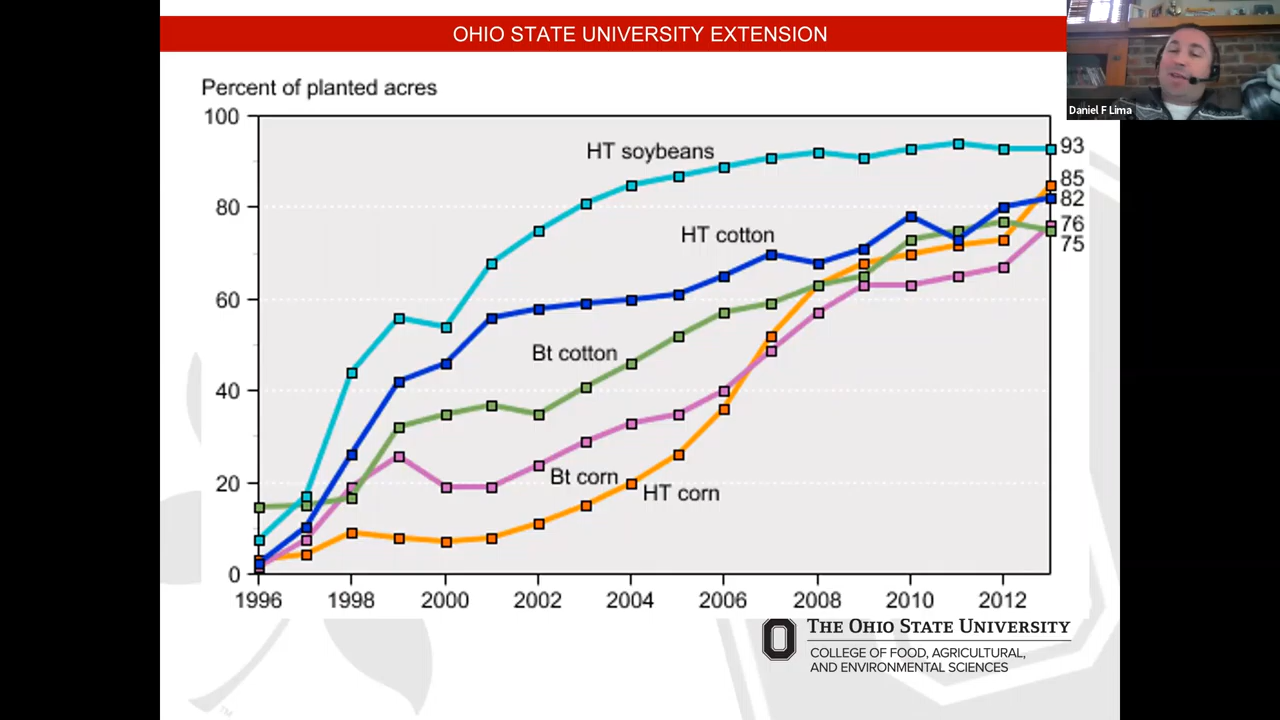 OHIO STATE UNIVERSITY EXTENSION
Daniel F Lima
Percent of planted acres
100
80
60
40
20
0
HT soybeans
HT cotton
Bt cotton
Bt corn
HT corn
93
85
82
76
75
1996
1998
2000
2002
2004
2006
2008
2010
2012
O
THE OHIO STATE UNIVERSITY
COLLEGE OF FOOD, AGRICULTURAL,
AND ENVIRONMENTAL SCIENCES
TM